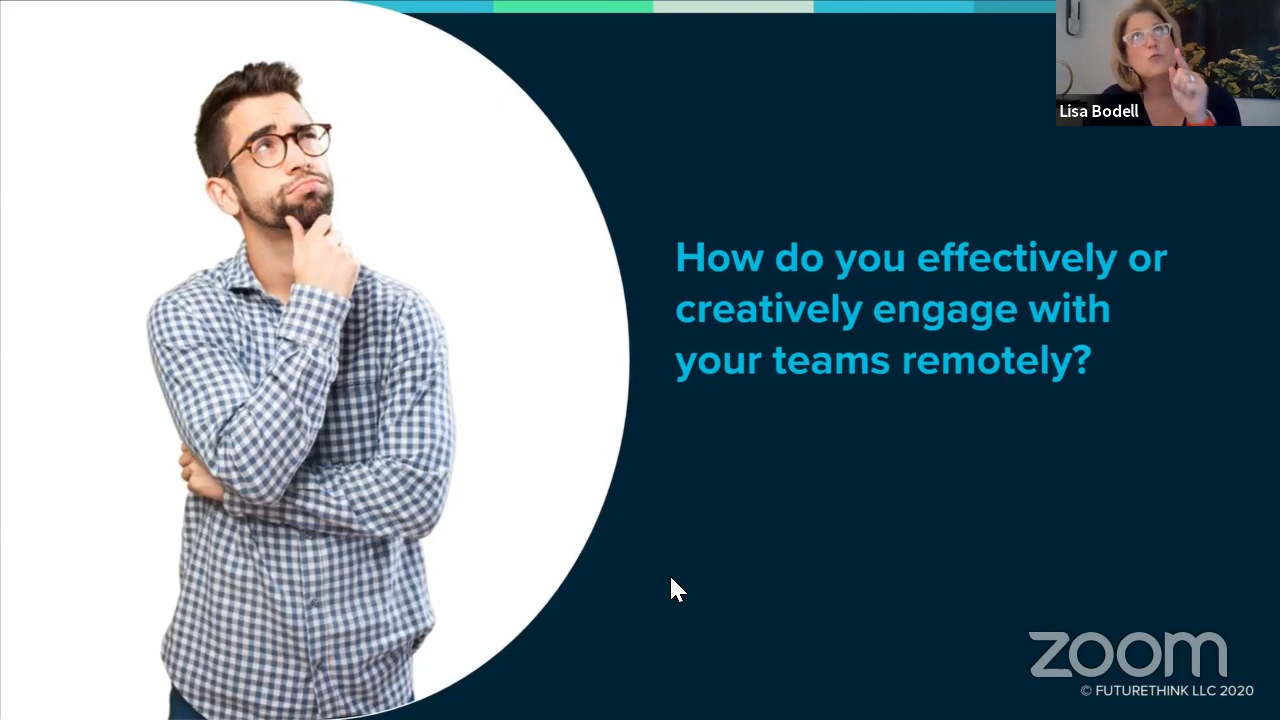 Lisa Bodell
How do you effectively or
creatively engage with
your teams remotely?
zoom
© FUTURETHINK LLC 2020